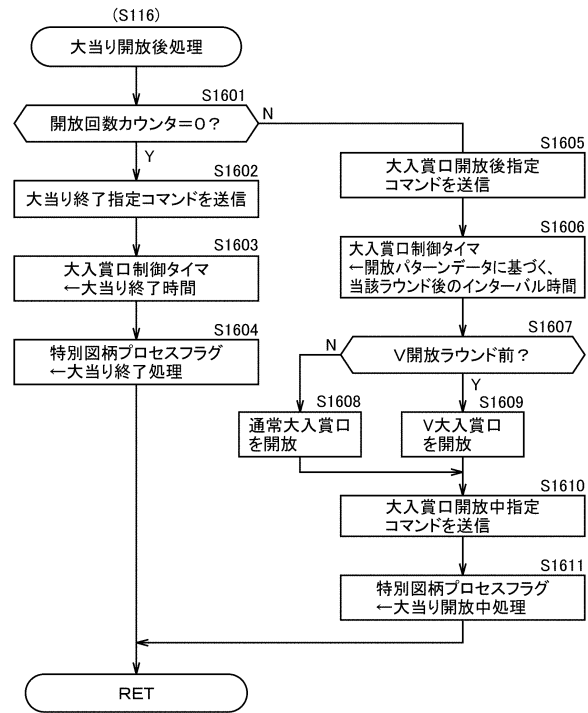 (S116)
大当り開放後処理
S1601
開放回数カウンタ=0?
N
Y
S1602
大当り終了指定コマンドを送信
S1603
大入賞口制御タイマ
←大当り終了時間
S1604
特別図柄プロセスフラグ
←大当り終了処理
S1605
大入賞口開放後指定
コマンドを送信
S1606
大入賞口制御タイマ
←開放パターンデータに基づく、
当該ラウンド後のインターバル時間
S1607
V開放ラウンド前?
N
Y
S1608
通常大入賞口
を開放
S1609
V大入賞口
を開放
S1610
大入賞口開放中指定
コマンドを送信
S1611
特別図柄プロセスフラグ
←大当り開放中処理
RET